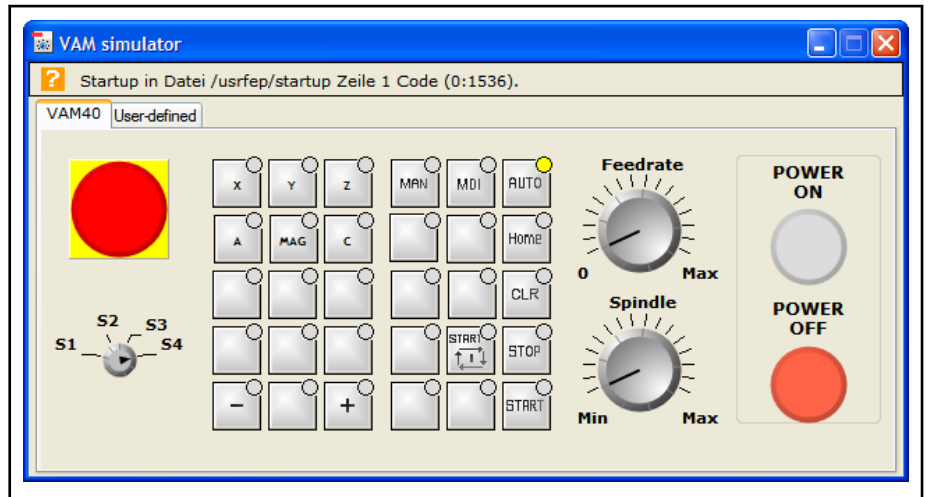 VAM simulator
? Startup in Datei /usrfep/startup Zeile 1 Code (0:1536).
VAM40 User-defined
X Y Z MAN MDI AUTO
A MAG C Home
CLR
START STOP
- + START
S1 S2 S3 S4
Feedrate
0 Max
Spindle
Min Max
POWER
ON
POWER
OFF